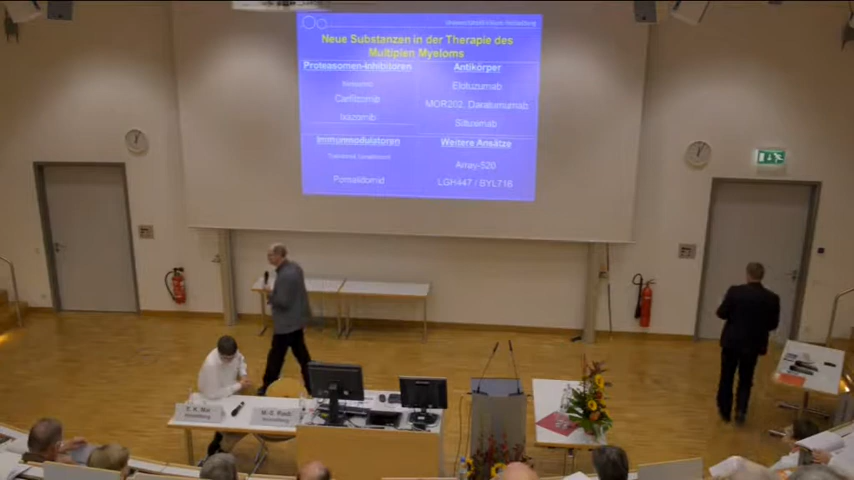 Universitätsklinikum Heidelberg
Neue Substanzen in der Therapie des
Multiplen Myeloms
Proteasomen-Inhibitoren
Carfilzomib
Ixazomib
Immunmodulatoren
Pomalidomid
Antikörper
Elotuzumab
MOR202, Daratumumab
Siltuximab
Weitere Ansätze
Array-520
LGH447 / BYL718